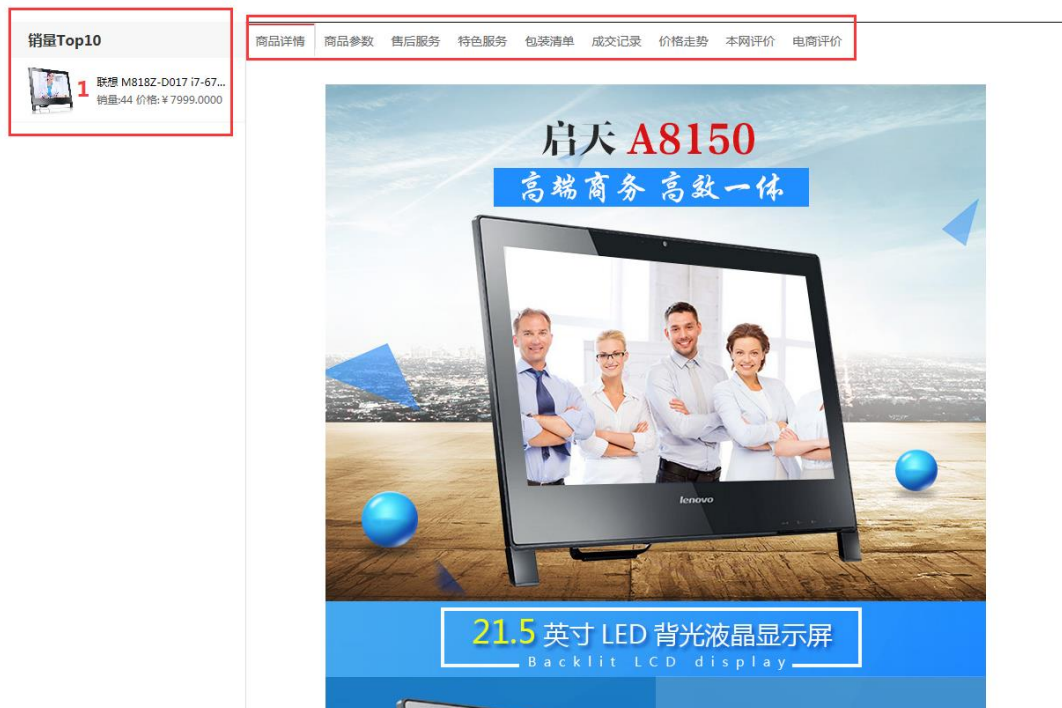 销量Top10
1
联想 M818Z-D017 i7-67...
销量:44 价格:￥7999.0000
商品详情 商品参数 售后服务 特色服务 包装清单 成交记录 价格走势 本网评价 电商评价
启天 A8150
高端商务 高效一体
lenovo
21.5 英寸 LED 背光液晶显示屏
Backlit LCD display